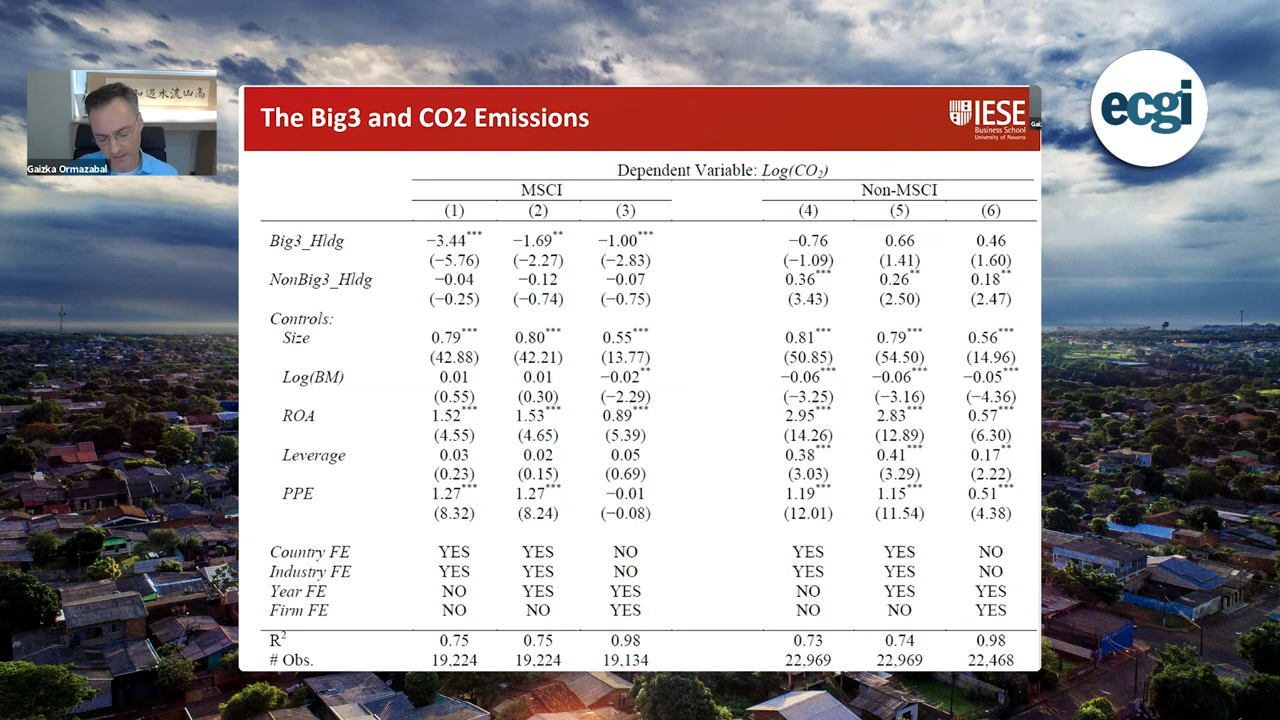 高山流水遇知
Gaizka Ormazabal
The Big3 and CO2 Emissions
IESE
Business School
University of Navarra
ecgi
Dependent Variable: Log(CO₂)
MSCI Non-MSCI
(1) (2) (3) (4) (5) (6)
Big3_Hldg −3.44*** −1.69** −1.00*** −0.76 0.66 0.46
(−5.76) (−2.27) (−2.83) (−1.09) (1.41) (1.60)
NonBig3_Hldg −0.04 −0.12 −0.07 0.36*** 0.26** 0.18**
(−0.25) (−0.74) (−0.75) (3.43) (2.50) (2.47)
Controls:
Size 0.79*** 0.80*** 0.55*** 0.81*** 0.79*** 0.56***
(42.88) (42.21) (13.77) (50.85) (54.50) (14.96)
Log(BM) 0.01 0.01 −0.02** −0.06*** −0.06*** −0.05***
(0.55) (0.30) (−2.29) (−3.25) (−3.16) (−4.36)
ROA 1.52*** 1.53*** 0.89*** 2.95*** 2.83*** 0.57***
(4.55) (4.65) (5.39) (14.26) (12.89) (6.30)
Leverage 0.03 0.02 0.05 0.38*** 0.41*** 0.17**
(0.23) (0.15) (0.69) (3.03) (3.29) (2.22)
PPE 1.27*** 1.27*** −0.01 1.19*** 1.15*** 0.51***
(8.32) (8.24) (−0.08) (12.01) (11.54) (4.38)
Country FE YES YES NO YES YES NO
Industry FE YES YES NO YES YES NO
Year FE NO YES YES NO YES YES
Firm FE NO NO YES NO NO YES
R² 0.75 0.75 0.98 0.73 0.74 0.98
# Obs. 19,224 19,224 19,134 22,969 22,969 22,468